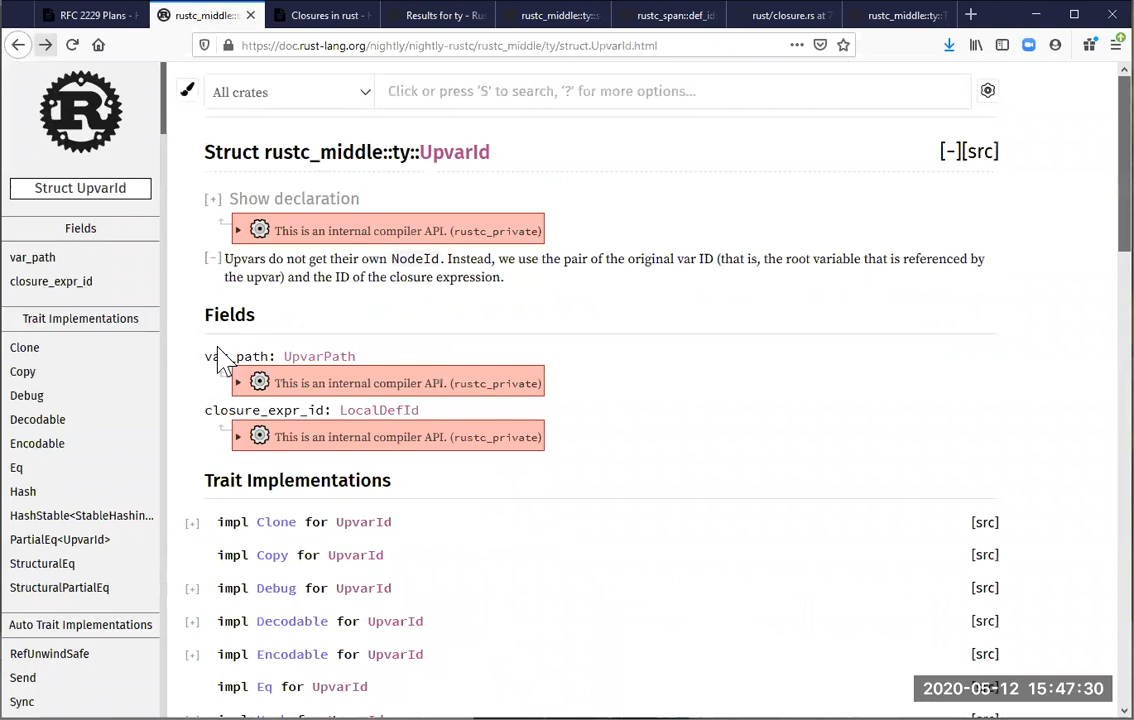 RFC 2229 Plans -
rustc_middle::
Closures in rust -
Results for ty - Rus
rustc_middle::ty::s
rustc_span::def_id:
rust/closure.rs at 7
rustc_middle::ty::T
https://doc.rust-lang.org/nightly/nightly-rustc/rustc_middle/ty/struct.UpvarId.html
All crates
Click or press 'S' to search, '?' for more options...
Struct UpvarId
Fields
var_path
closure_expr_id
Trait Implementations
Clone
Copy
Debug
Decodable
Encodable
Eq
Hash
HashStable<StableHashin...
PartialEq<UpvarId>
StructuralEq
StructuralPartialEq
Auto Trait Implementations
RefUnwindSafe
Send
Sync
Struct rustc_middle::ty::UpvarId [-][src]
[+] Show declaration
This is an internal compiler API. (rustc_private)
[-] Upvars do not get their own NodeId. Instead, we use the pair of the original var ID (that is, the root variable that is referenced by
the upvar) and the ID of the closure expression.
Fields
var_path: UpvarPath
This is an internal compiler API. (rustc_private)
closure_expr_id: LocalDefId
This is an internal compiler API. (rustc_private)
Trait Implementations
[+] impl Clone for UpvarId [src]
impl Copy for UpvarId [src]
[+] impl Debug for UpvarId [src]
[+] impl Decodable for UpvarId [src]
[+] impl Encodable for UpvarId [src]
impl Eq for UpvarId
2020-05-12 15:47:30